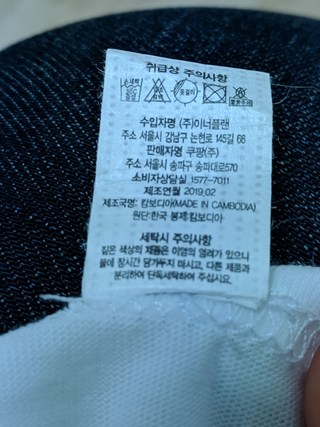 취급상 주의사항
손세탁
옷걸이
수입자명 (주)이너플랜
주소 서울시 강남구 논현로 145길 66
판매자명 쿠팡(주)
주소 서울시 송파구 송파대로570
소비자상담실 1577-7011
제조연월 2019.02
제조국명: 캄보디아(MADE IN CAMBODIA)
원단:한국 봉제:캄보디아
세탁시 주의사항
짙은 색상의 제품은 이염의 염려가 있으니
물에 장시간 담가두지 마시고, 다른 제품과
분리하여 단독세탁하여 주십시요.